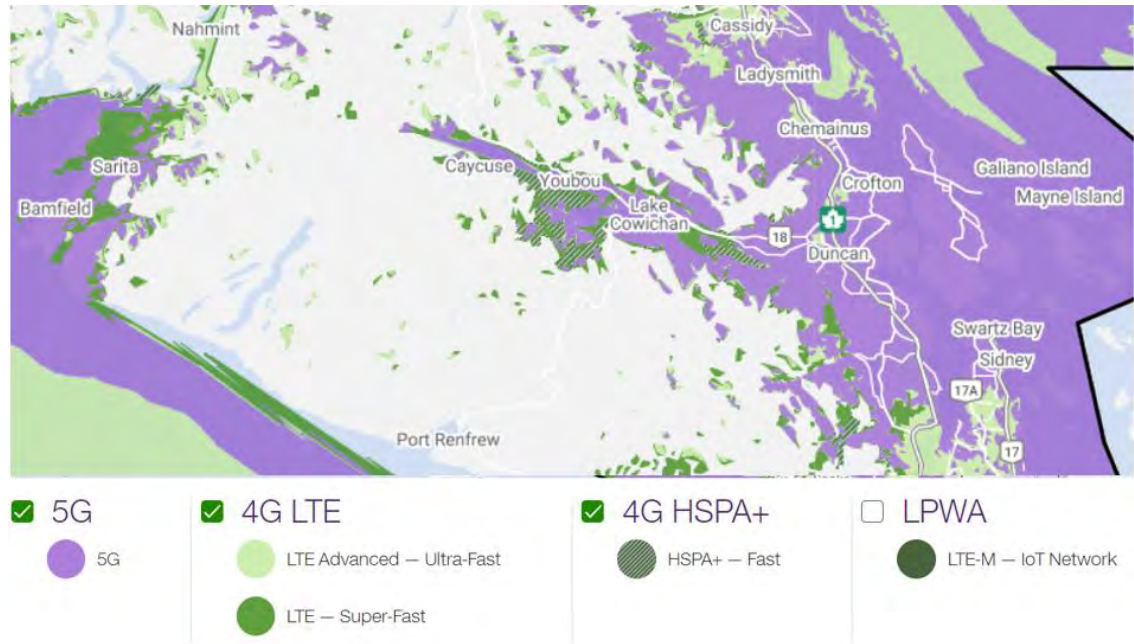 Nahmint
Cassidy
Ladysmith
Chemainus
Sarita
Caycuse
Youbou
Crofton
Galiano Island
Bamfield
Lake
Cowichan
Mayne Island
18
1
Duncan
Swartz Bay
Sidney
17A
Port Renfrew
17
5G
4G LTE
4G HSPA+
LPWA
5G
LTE Advanced — Ultra-Fast
HSPA+ — Fast
LTE-M — IoT Network
LTE — Super-Fast